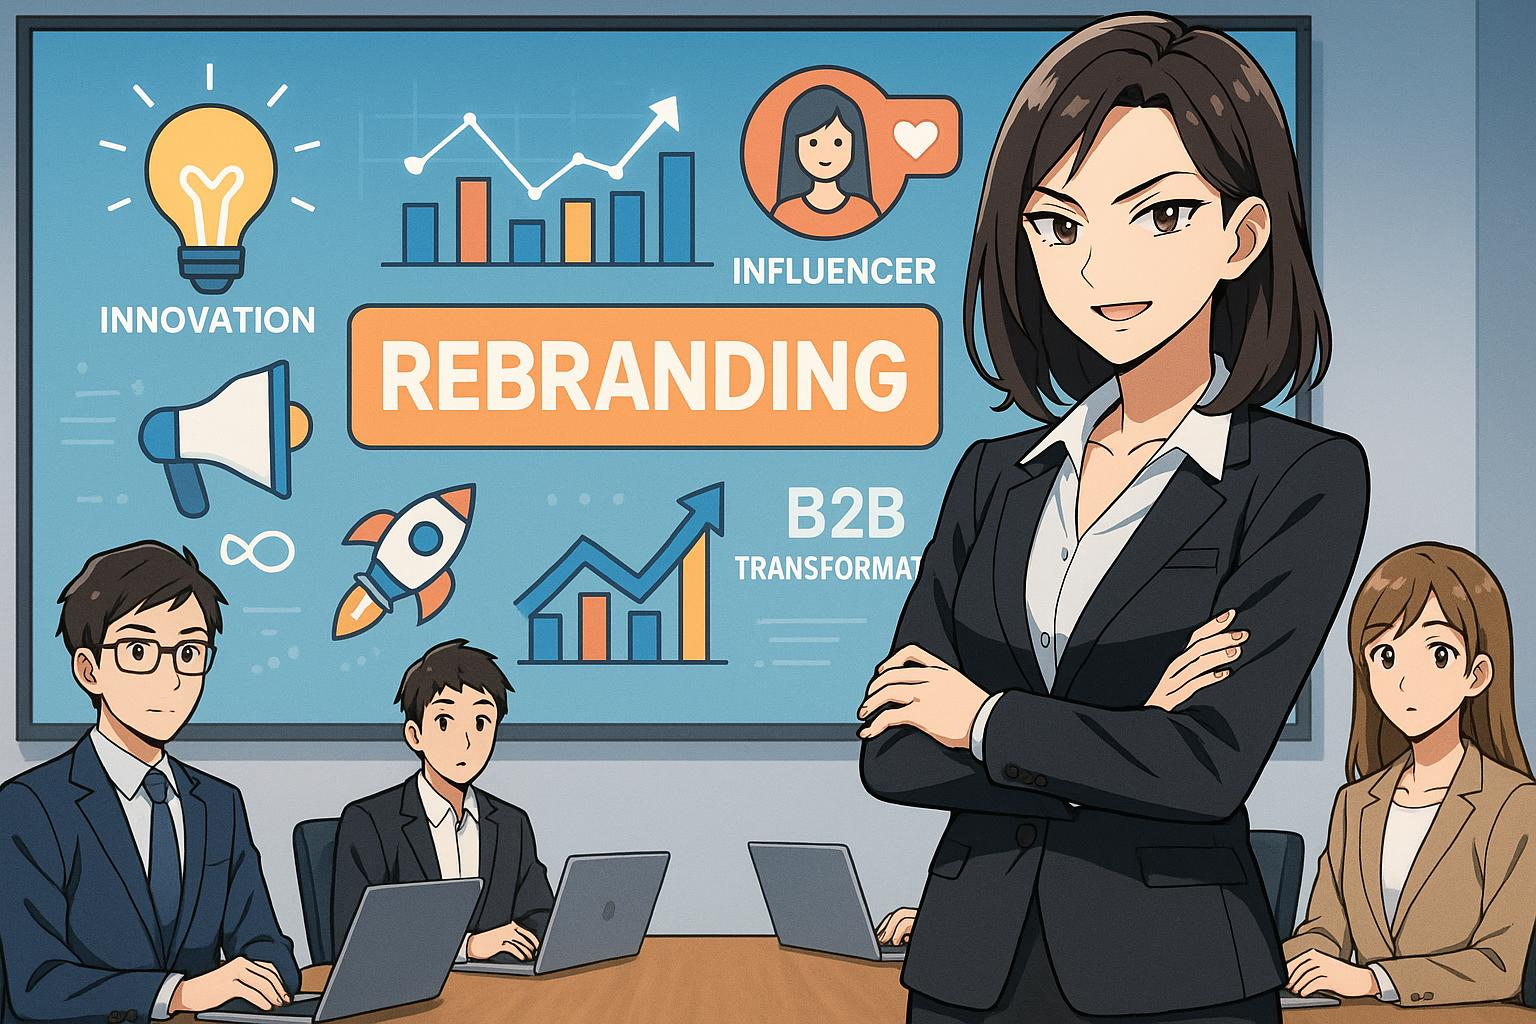 INFLUENCER
INNOVATION
REBRANDING
B2B
TRANSFORMAT